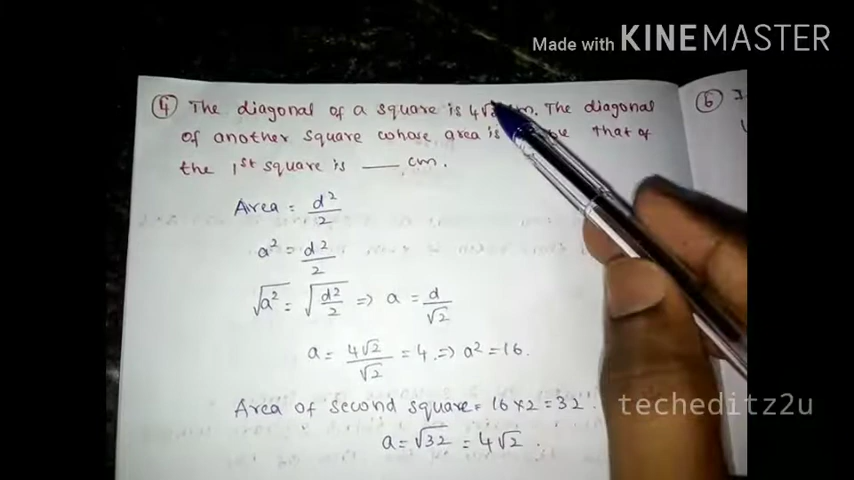 Made with KINEMASTER
④ The diagonal of a square is 4√ cm. The diagonal
of another square whose area is that of
the 1st square is ___ cm.
Area = d²/2
a² = d²/2
√a² = √d²/2 => a = d/√2
a = 4√2/√2 = 4 => a² = 16.
Area of second square = 16×2 = 32.
a = √32 = 4√2.
⑥
techeditz2u